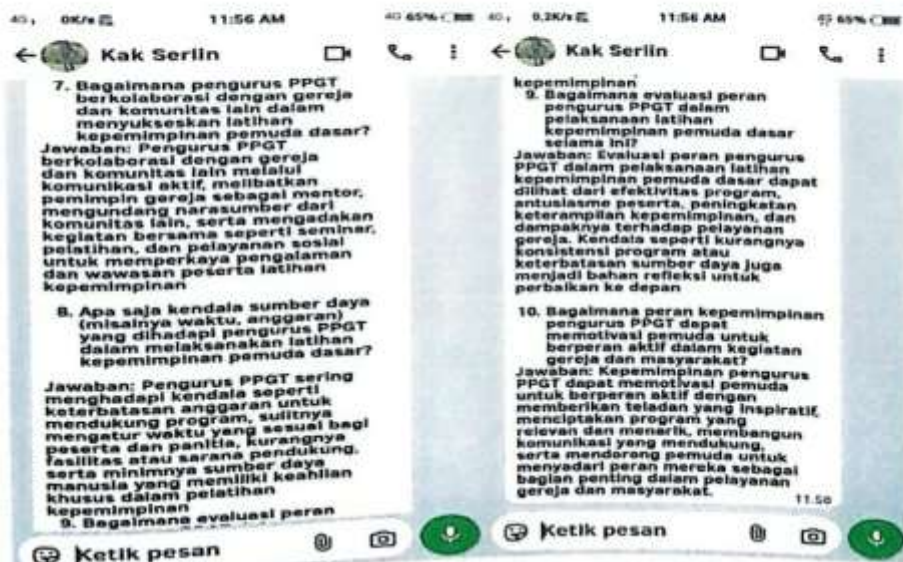 4G 0K/s 11:56 AM 4G 65%
Kak Serlin
7. Bagaimana pengurus PPGT
berkolaborasi dengan gereja
dan komunitas lain dalam
menyukseskan latihan
kepemimpinan pemuda dasar?
Jawaban: Pengurus PPGT
berkolaborasi dengan gereja
dan komunitas lain melalui
komunikasi aktif, melibatkan
pemimpin gereja sebagai mentor,
mengundang narasumber dari
komunitas lain, serta mengadakan
kegiatan bersama seperti seminar,
pelatihan, dan pelayanan sosial
untuk memperkaya pengalaman
dan wawasan peserta latihan
kepemimpinan
8. Apa saja kendala sumber daya
(misalnya waktu, anggaran)
yang dihadapi pengurus PPGT
dalam melaksanakan latihan
kepemimpinan pemuda dasar?
Jawaban: Pengurus PPGT sering
menghadapi kendala seperti
keterbatasan anggaran untuk
mendukung program, sulitnya
mengatur waktu yang sesuai bagi
peserta dan panitia, kurangnya
fasilitas atau sarana pendukung,
serta minimnya sumber daya
manusia yang memiliki keahlian
khusus dalam pelatihan
kepemimpinan
9. Bagaimana evaluasi peran
Ketik pesan
0,2K/s 11:56 AM 65%
Kak Serlin
kepemimpinan
9. Bagaimana evaluasi peran
pengurus PPGT dalam
pelaksanaan latihan
kepemimpinan pemuda dasar
selama ini?
Jawaban: Evaluasi peran pengurus
PPGT dalam pelaksanaan latihan
kepemimpinan pemuda dasar dapat
dilihat dari efektivitas program,
antusiasme peserta, peningkatan
keterampilan kepemimpinan, dan
dampaknya terhadap pelayanan
gereja. Kendala seperti kurangnya
konsistensi program atau
keterbatasan sumber daya juga
menjadi bahan refleksi untuk
perbaikan ke depan
10. Bagaimana peran kepemimpinan
pengurus PPGT dapat
memotivasi pemuda untuk
berperan aktif dalam kegiatan
gereja dan masyarakat?
Jawaban: Kepemimpinan pengurus
PPGT dapat memotivasi pemuda
untuk berperan aktif dengan
memberikan teladan yang inspiratif,
menciptakan program yang
relevan dan menarik, membangun
komunikasi yang mendukung,
serta mendorong pemuda untuk
menyadari peran mereka sebagai
bagian penting dalam pelayanan
gereja dan masyarakat.
11.56
Ketik pesan